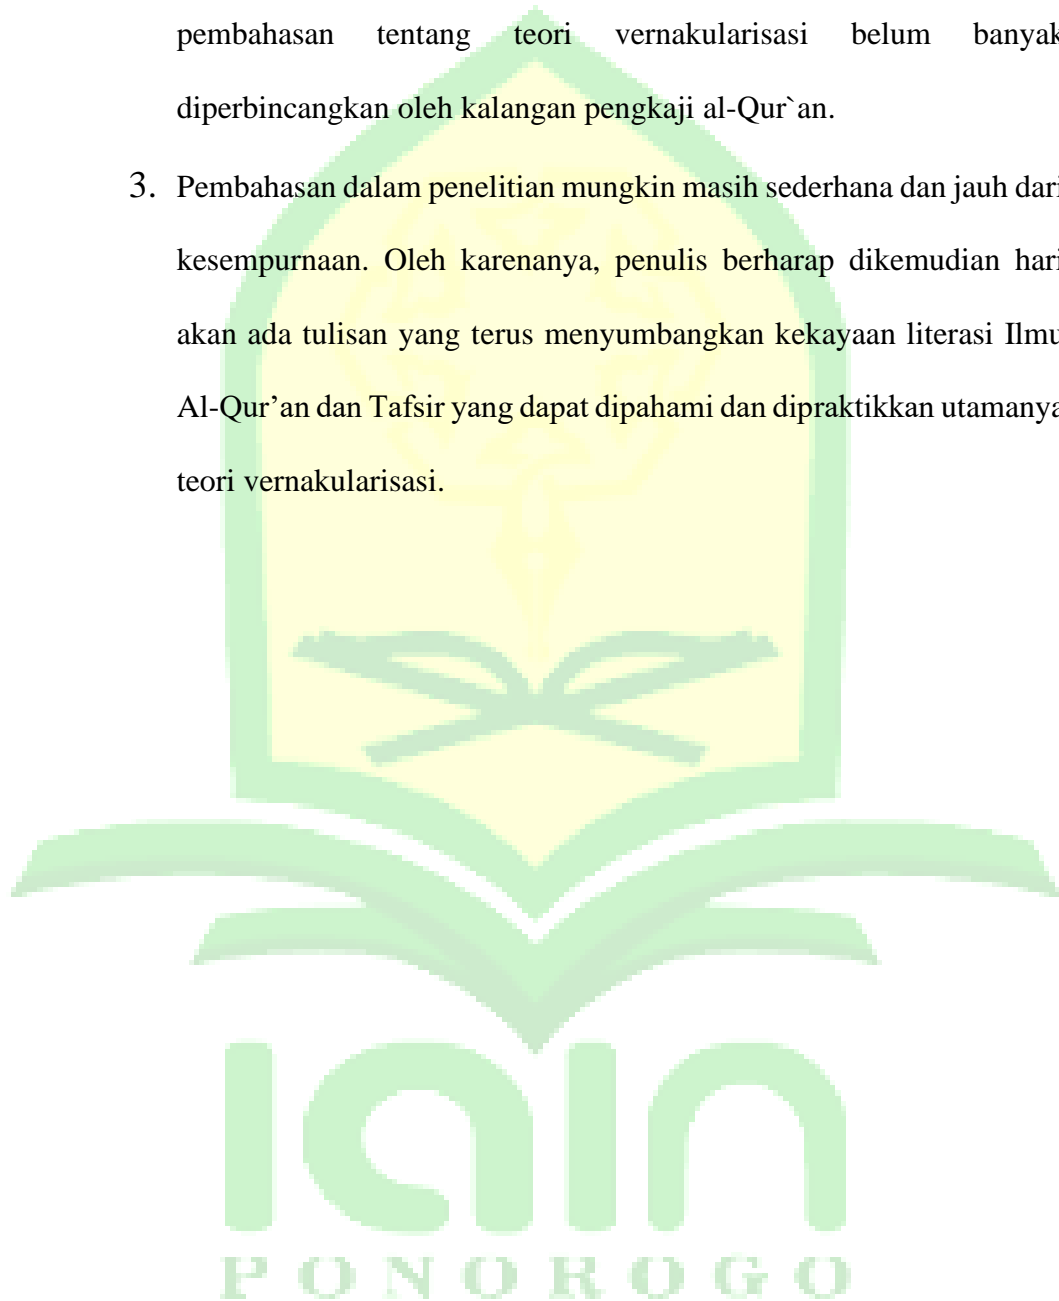 pembahasan tentang teori vernakularisasi belum banyak
diperbincangkan oleh kalangan pengkaji al-Qur`an.
3. Pembahasan dalam penelitian mungkin masih sederhana dan jauh dari
kesempurnaan. Oleh karenanya, penulis berharap dikemudian hari
akan ada tulisan yang terus menyumbangkan kekayaan literasi Ilmu
Al-Qur’an dan Tafsir yang dapat dipahami dan dipraktikkan utamanya
teori vernakularisasi.
iain
PONOROGO